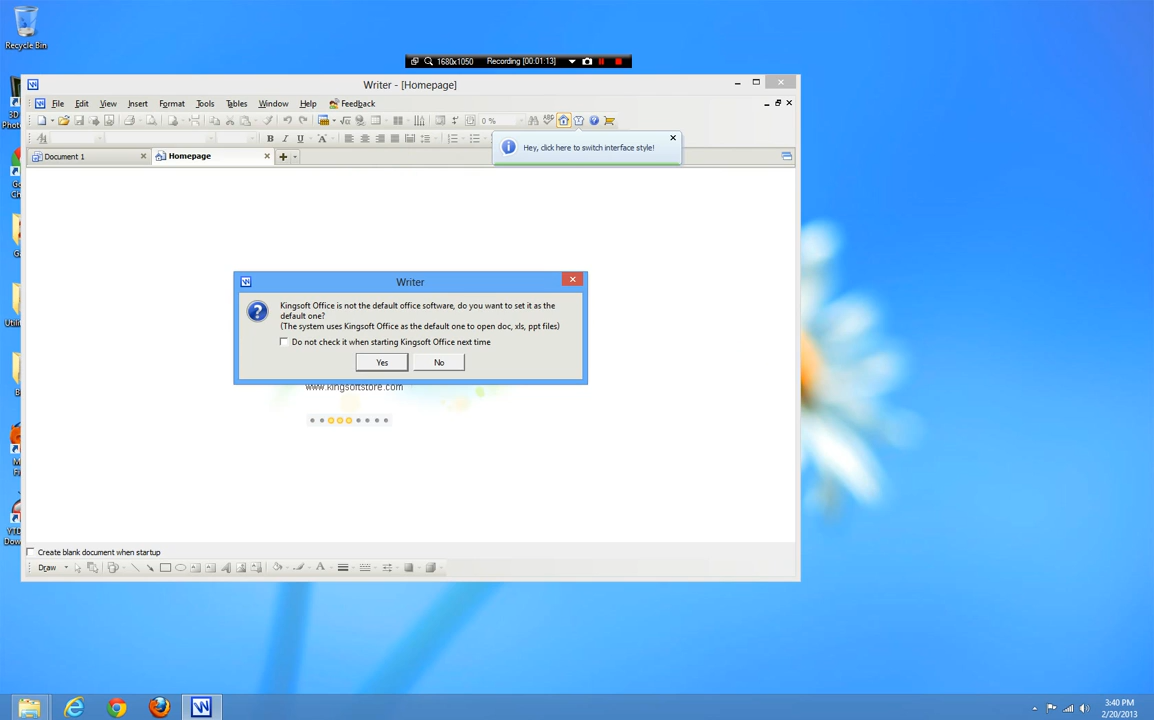 Recycle Bin
1680x1050 Recording [00:01:13]
Writer - [Homepage]
File Edit View Insert Format Tools Tables Window Help Feedback
0 %
B I U
Hey, click here to switch interface style!
Document 1 Homepage
Writer
Kingsoft Office is not the default office software, do you want to set it as the
default one?
(The system uses Kingsoft Office as the default one to open doc, xls, ppt files)
Do not check it when starting Kingsoft Office next time
Yes No
www.kingsoftstore.com
Create blank document when startup
Draw
3:40 PM
2/20/2013